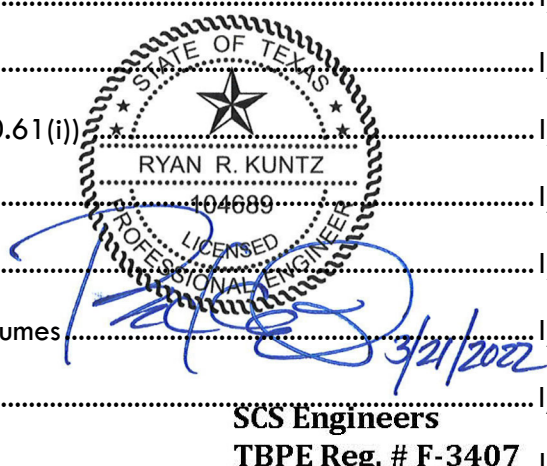 STATE OF TEXAS
0.61(i))
RYAN R. KUNTZ
104689
LICENSED
PROFESSIONAL ENGINEER
umes
3/21/2022
SCS Engineers
TBPE Reg. # F-3407